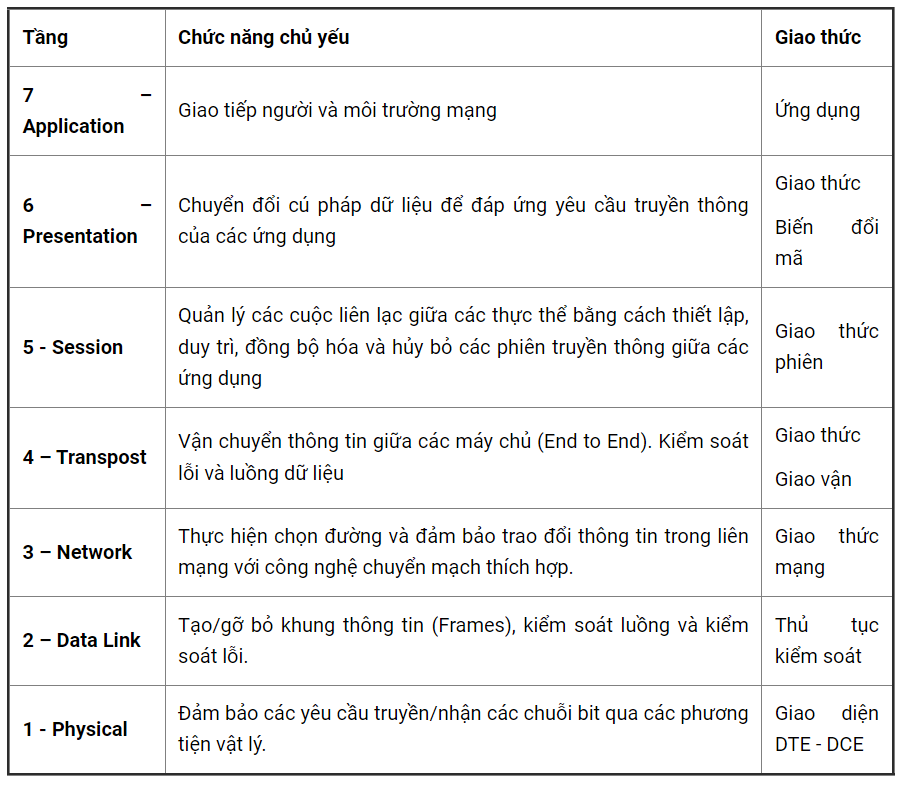 Tầng
Chức năng chủ yếu
Giao thức
7 –
Application
Giao tiếp người và môi trường mạng
Ứng dụng
6 –
Presentation
Chuyển đổi cú pháp dữ liệu để đáp ứng yêu cầu truyền thông
của các ứng dụng
Giao thức
Biến đổi
mã
5 - Session
Quản lý các cuộc liên lạc giữa các thực thể bằng cách thiết lập,
duy trì, đồng bộ hóa và hủy bỏ các phiên truyền thông giữa các
ứng dụng
Giao thức
phiên
4 – Transpost
Vận chuyển thông tin giữa các máy chủ (End to End). Kiểm soát
lỗi và luồng dữ liệu
Giao thức
Giao vận
3 – Network
Thực hiện chọn đường và đảm bảo trao đổi thông tin trong liên
mạng với công nghệ chuyển mạch thích hợp.
Giao thức
mạng
2 – Data Link
Tạo/gỡ bỏ khung thông tin (Frames), kiểm soát luồng và kiểm
soát lỗi.
Thủ tục
kiểm soát
1 - Physical
Đảm bảo các yêu cầu truyền/nhận các chuỗi bit qua các phương
tiện vật lý.
Giao diện
DTE - DCE